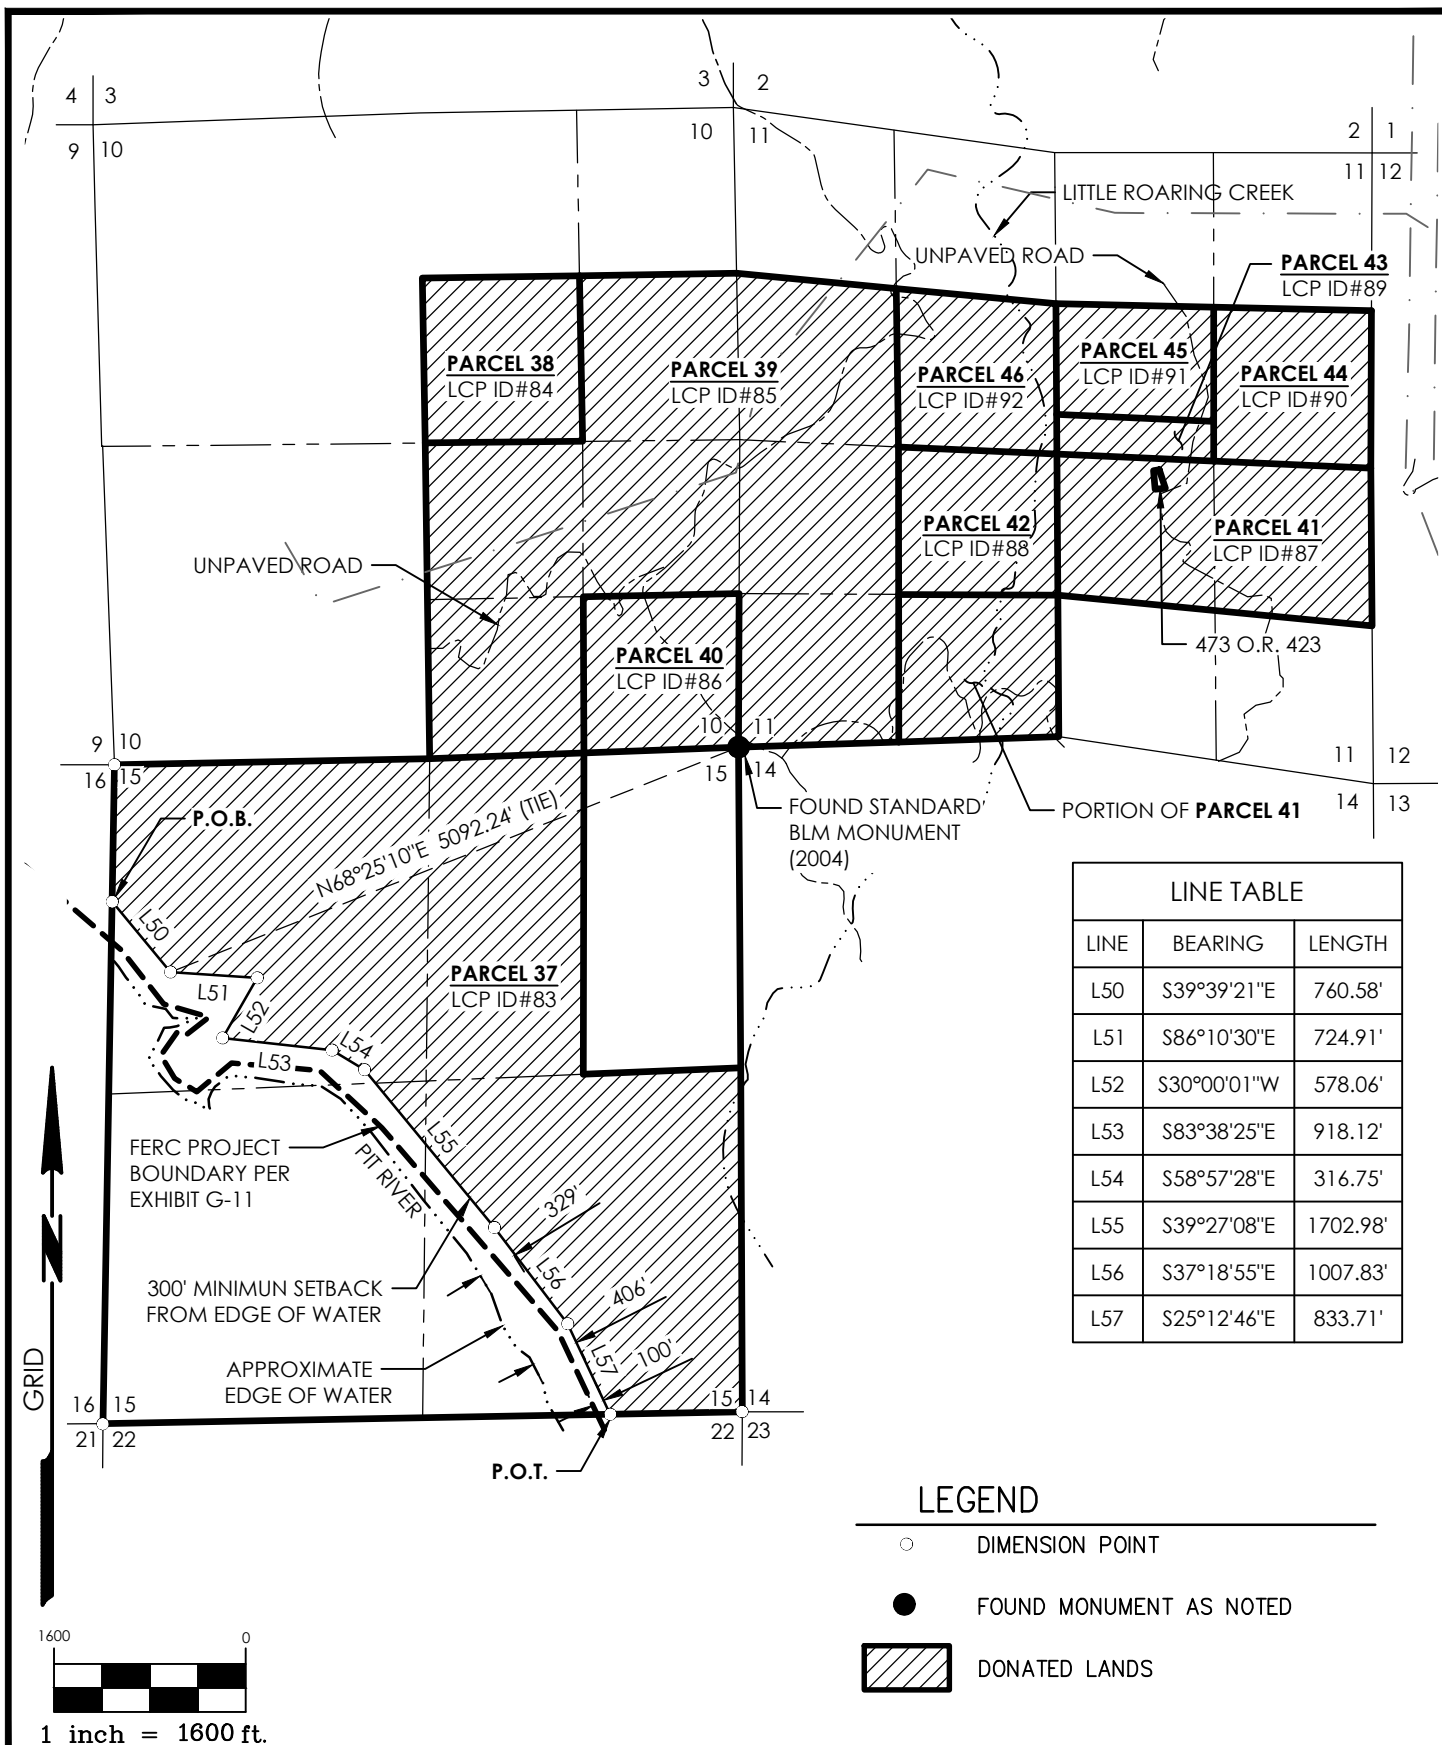 4 3
3 2
2 1
9 10
10 11
11 12
LITTLE ROARING CREEK
UNPAVED ROAD
PARCEL 43
LCP ID#89
PARCEL 38
LCP ID#84
PARCEL 39
LCP ID#85
PARCEL 46
LCP ID#92
PARCEL 45
LCP ID#91
PARCEL 44
LCP ID#90
PARCEL 42
LCP ID#88
PARCEL 41
LCP ID#87
UNPAVED ROAD
473 O.R. 423
PARCEL 40
LCP ID#86
9 10
16 15
10 11
15 14
11 12
14 13
P.O.B.
N68°25'10"E 5092.24' (TIE)
FOUND STANDARD
BLM MONUMENT
(2004)
PORTION OF PARCEL 41
L50
L51
L52
L53
L54
L55
L56
L57
PARCEL 37
LCP ID#83
LINE TABLE
LINE BEARING LENGTH
L50 S39°39'21"E 760.58'
L51 S86°10'30"E 724.91'
L52 S30°00'01"W 578.06'
L53 S83°38'25"E 918.12'
L54 S58°57'28"E 316.75'
L55 S39°27'08"E 1702.98'
L56 S37°18'55"E 1007.83'
L57 S25°12'46"E 833.71'
FERC PROJECT
BOUNDARY PER
EXHIBIT G-11
PIT RIVER
329'
406'
100'
300' MINIMUN SETBACK
FROM EDGE OF WATER
APPROXIMATE
EDGE OF WATER
16 15
21 22
15 14
22 23
P.O.T.
N
GRID
LEGEND
DIMENSION POINT
FOUND MONUMENT AS NOTED
DONATED LANDS
1600 0
1 inch = 1600 ft.